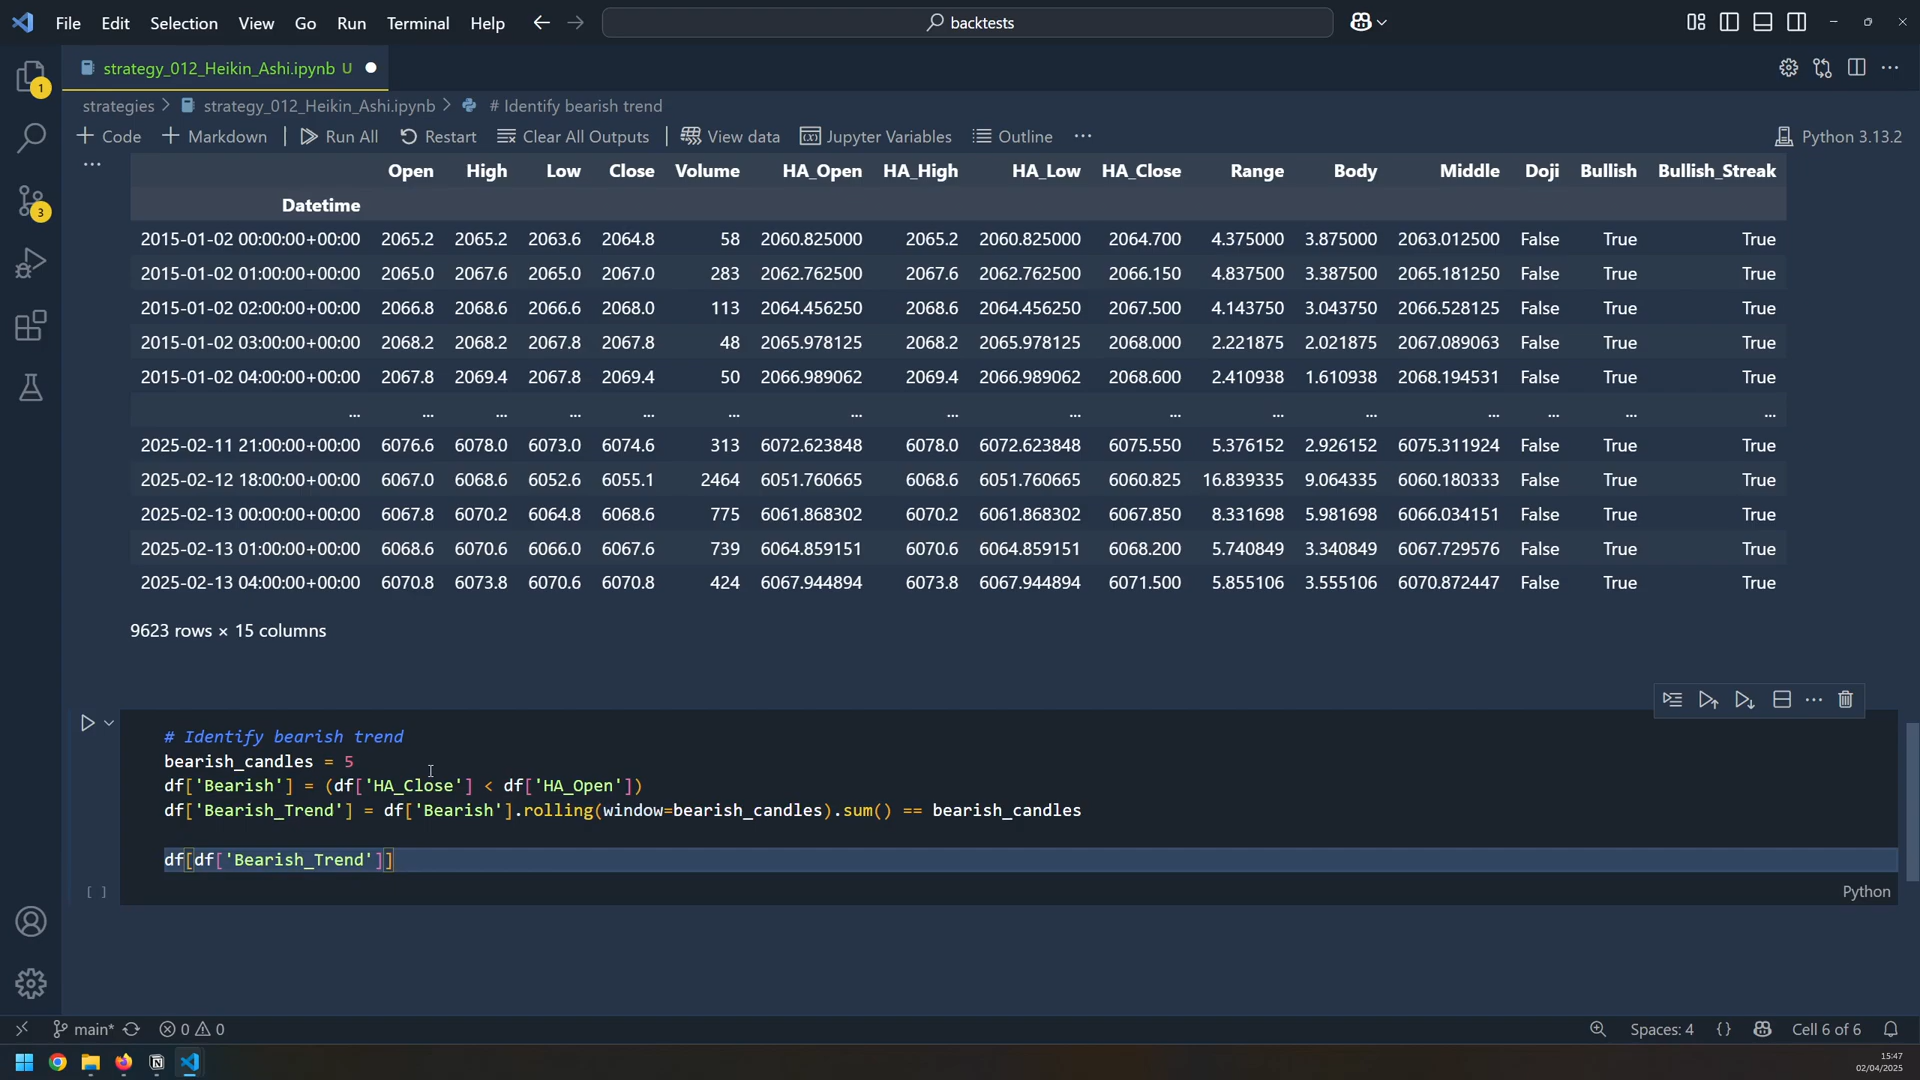 File Edit Selection View Go Run Terminal Help backtests
strategy_012_Heikin_Ashi.ipynb U
strategies > strategy_012_Heikin_Ashi.ipynb > # Identify bearish trend
+ Code + Markdown Run All Restart Clear All Outputs View data Jupyter Variables Outline ... Python 3.13.2
... Open High Low Close Volume HA_Open HA_High HA_Low HA_Close Range Body Middle Doji Bullish Bullish_Streak
Datetime
2015-01-02 00:00:00+00:00 2065.2 2065.2 2063.6 2064.8 58 2060.825000 2065.2 2060.825000 2064.700 4.375000 3.875000 2063.012500 False True True
2015-01-02 01:00:00+00:00 2065.0 2067.6 2065.0 2067.0 283 2062.762500 2067.6 2062.762500 2066.150 4.837500 3.387500 2065.181250 False True True
2015-01-02 02:00:00+00:00 2066.8 2068.6 2066.6 2068.0 113 2064.456250 2068.6 2064.456250 2067.500 4.143750 3.043750 2066.528125 False True True
2015-01-02 03:00:00+00:00 2068.2 2068.2 2067.8 2067.8 48 2065.978125 2068.2 2065.978125 2068.000 2.221875 2.021875 2067.089063 False True True
2015-01-02 04:00:00+00:00 2067.8 2069.4 2067.8 2069.4 50 2066.989062 2069.4 2066.989062 2068.600 2.410938 1.610938 2068.194531 False True True
... ... ... ... ... ... ... ... ... ... ... ... ... ... ... ...
2025-02-11 21:00:00+00:00 6076.6 6078.0 6073.0 6074.6 313 6072.623848 6078.0 6072.623848 6075.550 5.376152 2.926152 6075.311924 False True True
2025-02-12 18:00:00+00:00 6067.0 6068.6 6052.6 6055.1 2464 6051.760665 6068.6 6051.760665 6060.825 16.839335 9.064335 6060.180333 False True True
2025-02-13 00:00:00+00:00 6067.8 6070.2 6064.8 6068.6 775 6061.868302 6070.2 6061.868302 6067.850 8.331698 5.981698 6066.034151 False True True
2025-02-13 01:00:00+00:00 6068.6 6070.6 6066.0 6067.6 739 6064.859151 6070.6 6064.859151 6068.200 5.740849 3.340849 6067.729576 False True True
2025-02-13 04:00:00+00:00 6070.8 6073.8 6070.6 6070.8 424 6067.944894 6073.8 6067.944894 6071.500 5.855106 3.555106 6070.872447 False True True
9623 rows × 15 columns
# Identify bearish trend
bearish_candles = 5
df['Bearish'] = (df['HA_Close'] < df['HA_Open'])
df['Bearish_Trend'] = df['Bearish'].rolling(window=bearish_candles).sum() == bearish_candles
df[df['Bearish_Trend']]
[ ] Python
1
3
main* 0 0 Spaces: 4 {} Cell 6 of 6
15:47
02/04/2025